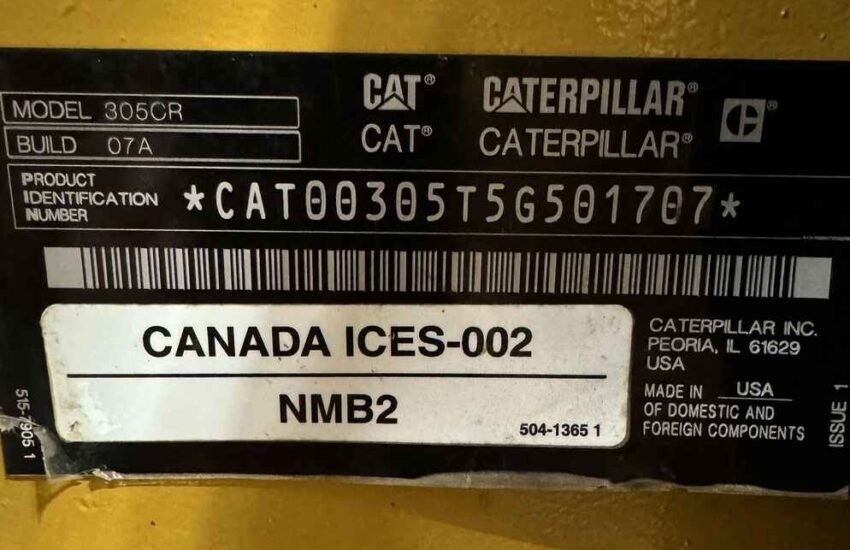 CAT® CATERPILLAR® CE®
CAT® CATERPILLAR®
MODEL 305CR
BUILD 07A
PRODUCT
IDENTIFICATION
NUMBER
*CAT00305T5G501707*
CANADA ICES-002
NMB2
504-1365 1
CATERPILLAR INC.
PEORIA, IL 61629
USA
MADE IN USA
OF DOMESTIC AND
FOREIGN COMPONENTS
515-7905 1
ISSUE 1